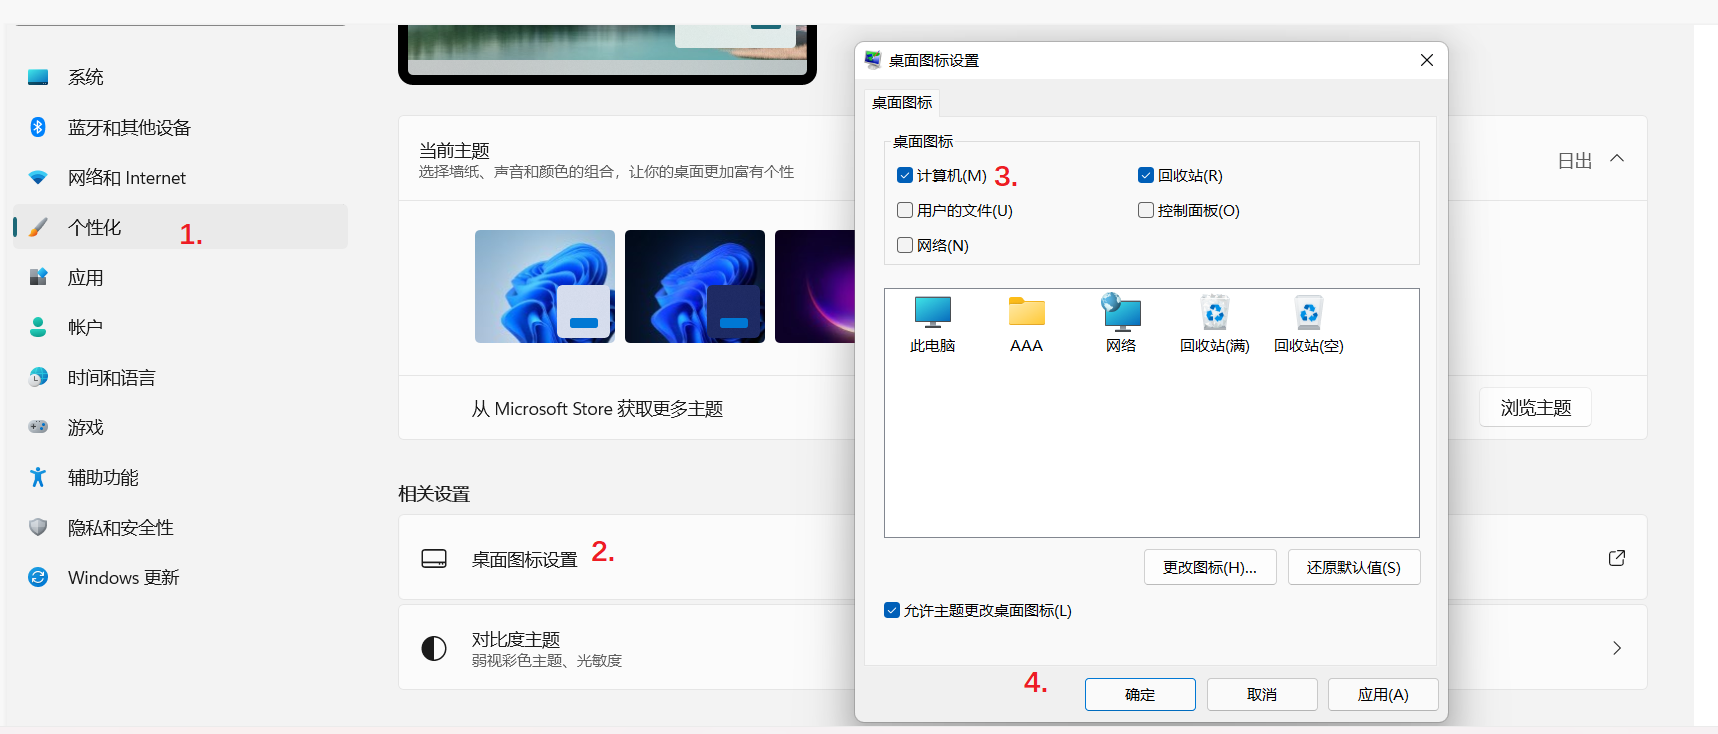 系统
蓝牙和其他设备
网络和 Internet
个性化
1.
应用
帐户
时间和语言
游戏
辅助功能
隐私和安全性
Windows 更新
当前主题
选择墙纸、声音和颜色的组合，让你的桌面更加富有个性
日出
从 Microsoft Store 获取更多主题
浏览主题
相关设置
桌面图标设置
2.
对比度主题
弱视彩色主题、光敏度
桌面图标设置
桌面图标
桌面图标
计算机(M)
3.
回收站(R)
用户的文件(U)
控制面板(O)
网络(N)
此电脑
AAA
网络
回收站(满)
回收站(空)
更改图标(H)...
还原默认值(S)
允许主题更改桌面图标(L)
4.
确定
取消
应用(A)